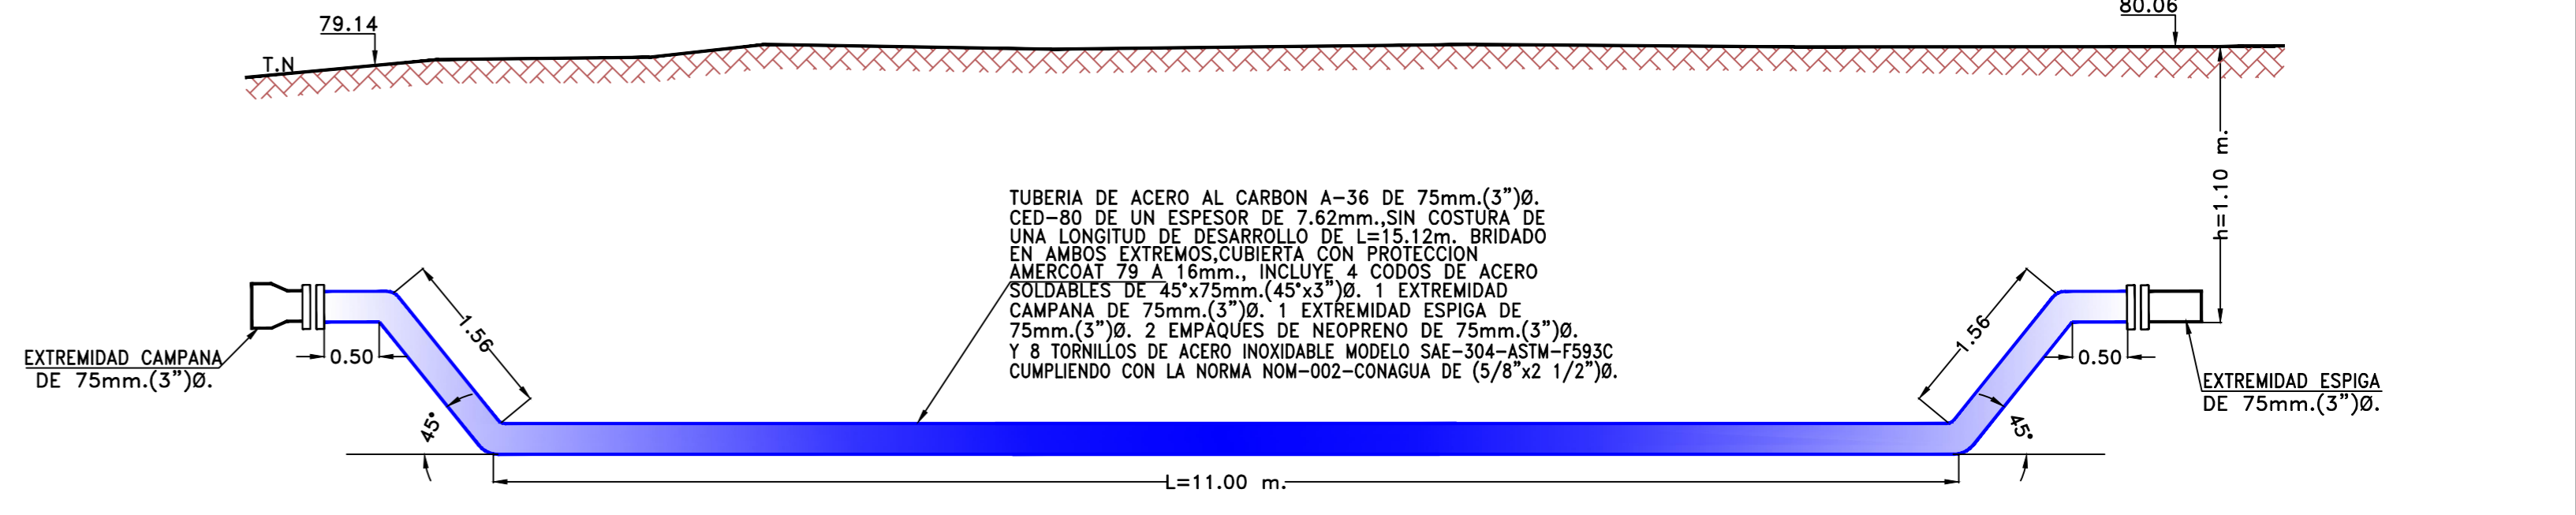 79.14
80.06
T.N
h=1.10 m.
TUBERIA DE ACERO AL CARBON A-36 DE 75mm.(3")Ø.
CED-80 DE UN ESPESOR DE 7.62mm.,SIN COSTURA DE
UNA LONGITUD DE DESARROLLO DE L=15.12m. BRIDADO
EN AMBOS EXTREMOS,CUBIERTA CON PROTECCION
AMERCOAT 79 A 16mm., INCLUYE 4 CODOS DE ACERO
SOLDABLES DE 45°x75mm.(45°x3")Ø. 1 EXTREMIDAD
CAMPANA DE 75mm.(3")Ø. 1 EXTREMIDAD ESPIGA DE
75mm.(3")Ø. 2 EMPAQUES DE NEOPRENO DE 75mm.(3")Ø.
Y 8 TORNILLOS DE ACERO INOXIDABLE MODELO SAE-304-ASTM-F593C
CUMPLIENDO CON LA NORMA NOM-002-CONAGUA DE (5/8"x2 1/2")Ø.
1.56
1.56
0.50
0.50
EXTREMIDAD CAMPANA
DE 75mm.(3")Ø.
EXTREMIDAD ESPIGA
DE 75mm.(3")Ø.
45°
45°
L=11.00 m.